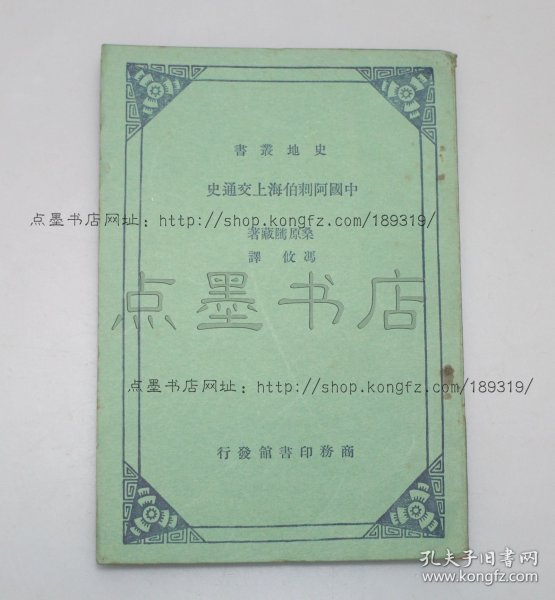 書叢地史
史通交上海伯剌阿國中
點墨书店网址：http://shop.kongfz.com/189319/
著藏隲原桑
譯攸馮
点墨书店
点墨书店网址：http://shop.kongfz.com/189319/
行發館書印務商
孔夫子旧书网
www.kongfz.com